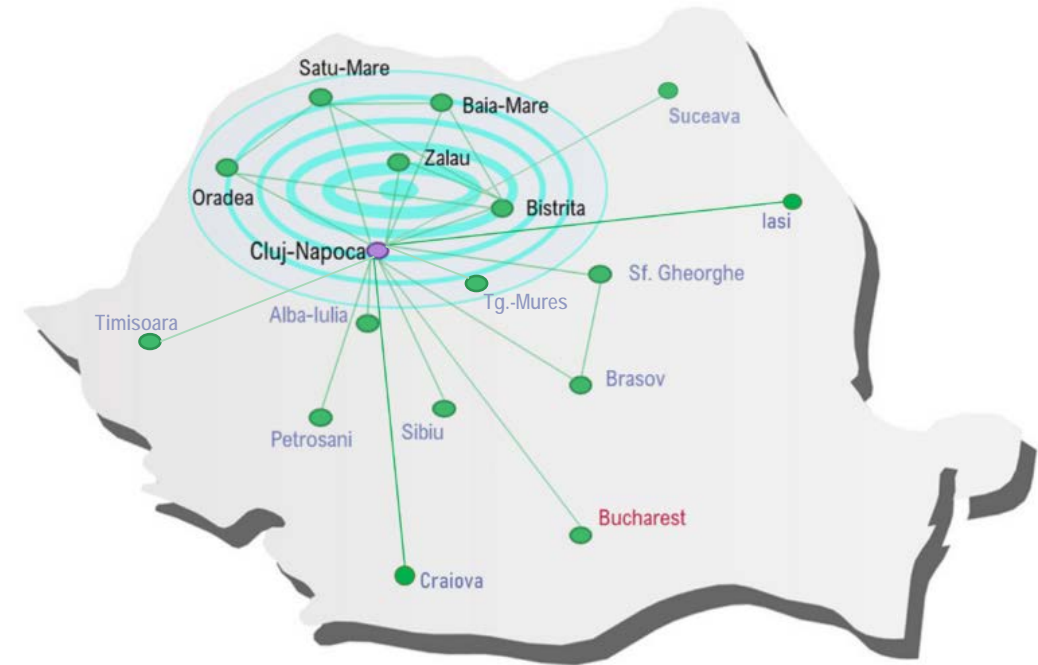 Satu-Mare
Baia-Mare
Suceava
Zalau
Oradea
Bistrita
Iasi
Cluj-Napoca
Sf. Gheorghe
Tg.-Mures
Alba-Iulia
Timisoara
Brasov
Petrosani
Sibiu
Bucharest
Craiova